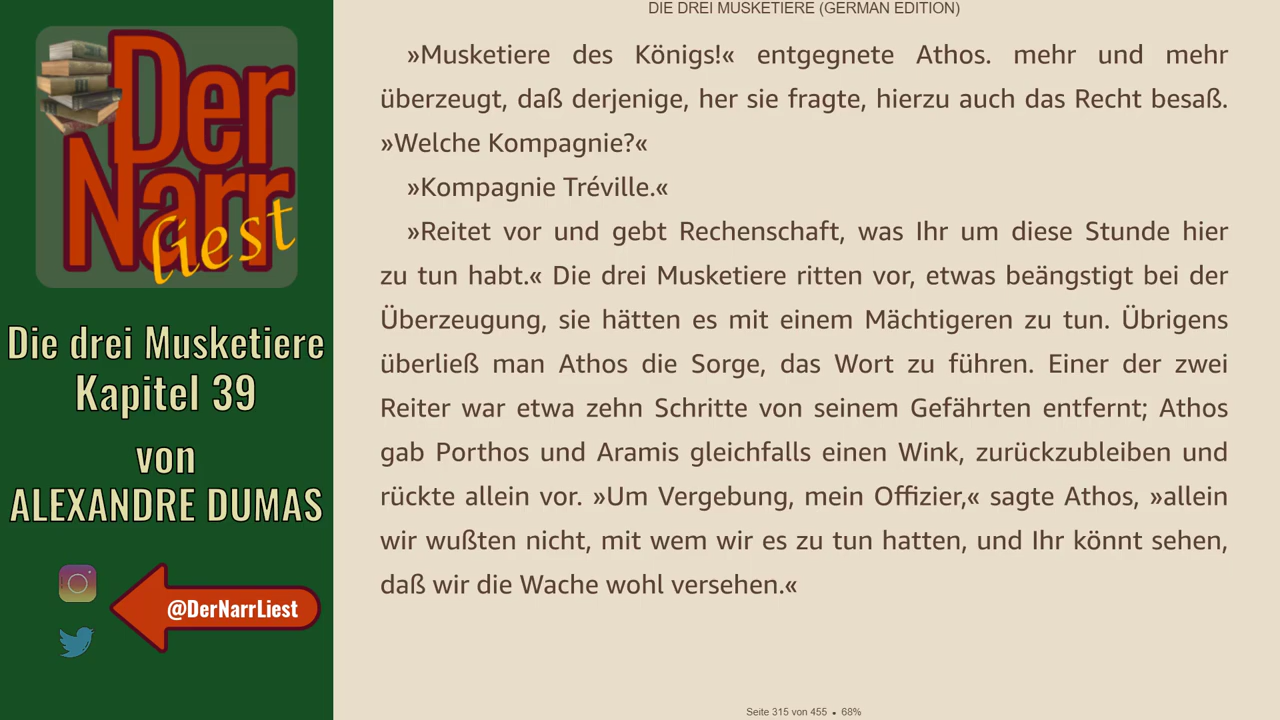 Der
Narr
liest
Die drei Musketiere
Kapitel 39
von
ALEXANDRE DUMAS
@DerNarrLiest
DIE DREI MUSKETIERE (GERMAN EDITION)
»Musketiere des Königs!« entgegnete Athos. mehr und mehr
überzeugt, daß derjenige, her sie fragte, hierzu auch das Recht besaß.
»Welche Kompagnie?«
»Kompagnie Tréville.«
»Reitet vor und gebt Rechenschaft, was Ihr um diese Stunde hier
zu tun habt.« Die drei Musketiere ritten vor, etwas beängstigt bei der
Überzeugung, sie hätten es mit einem Mächtigeren zu tun. Übrigens
überließ man Athos die Sorge, das Wort zu führen. Einer der zwei
Reiter war etwa zehn Schritte von seinem Gefährten entfernt; Athos
gab Porthos und Aramis gleichfalls einen Wink, zurückzubleiben und
rückte allein vor. »Um Vergebung, mein Offizier,« sagte Athos, »allein
wir wußten nicht, mit wem wir es zu tun hatten, und Ihr könnt sehen,
daß wir die Wache wohl versehen.«
Seite 315 von 455 • 68%